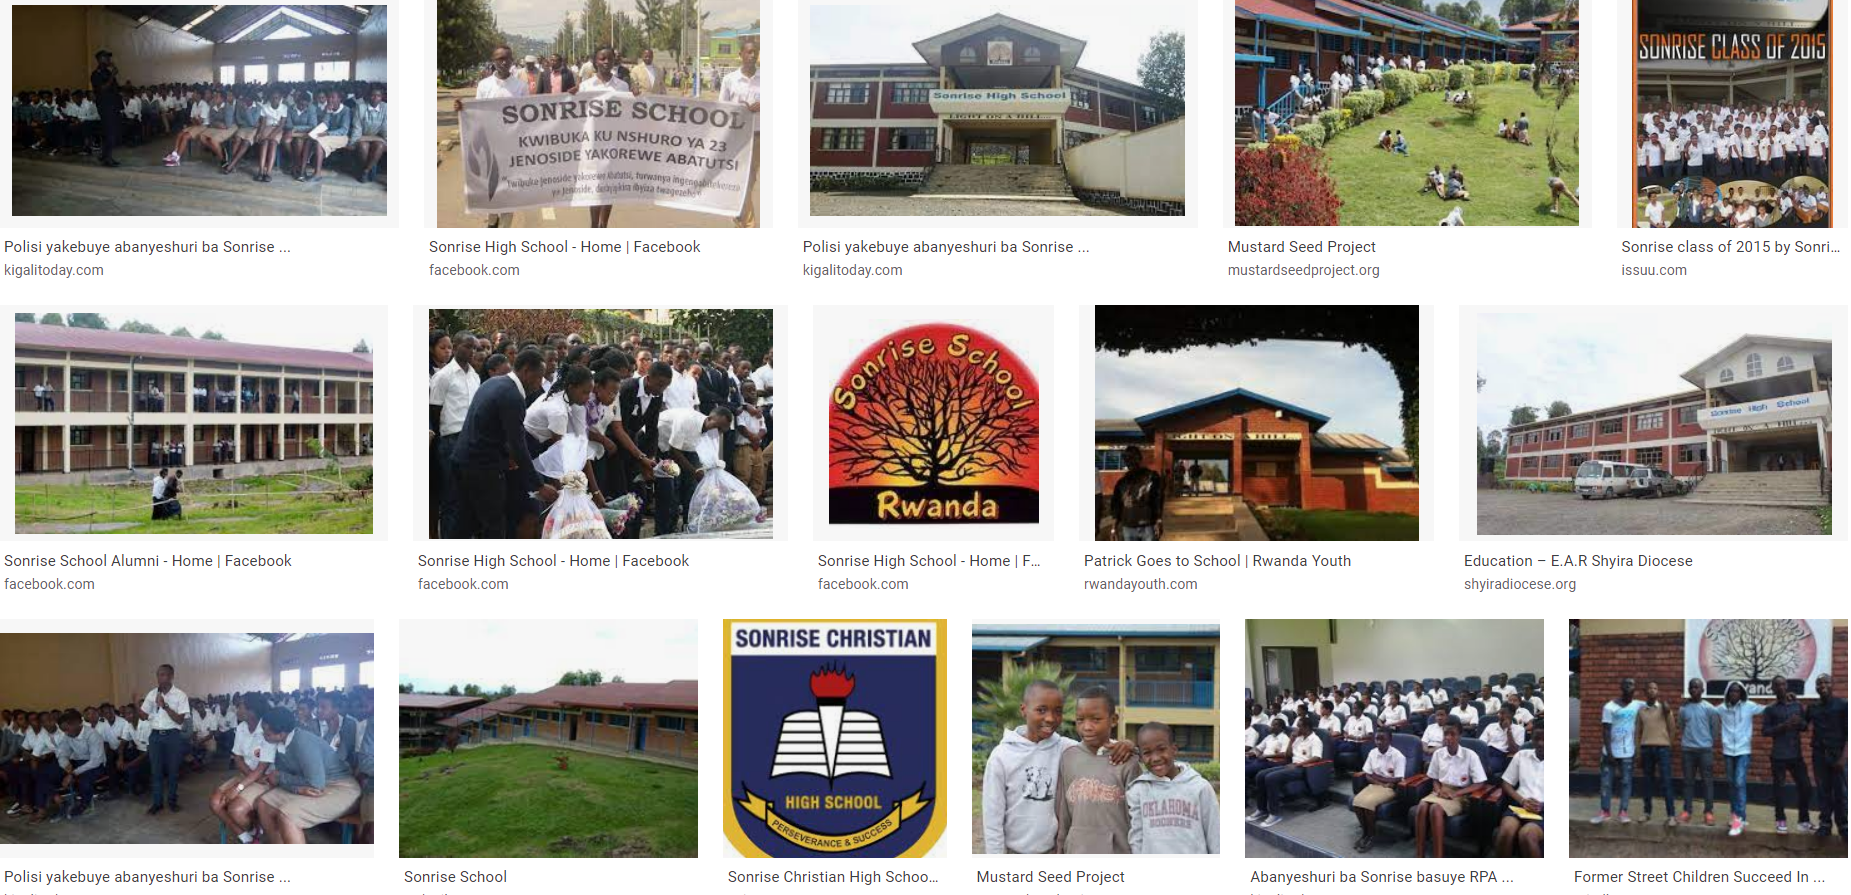 SONRISE SCHOOL
KWIBUKA KU NSHURO YA 23
JENOSIDE YAKOREWE ABATUTSI
Sonrise High School
LIGHT ON A HILL
SONRISE CLASS OF 2015
Polisi yakebuye abanyeshuri ba Sonrise ...
kigalitoday.com
Sonrise High School - Home | Facebook
facebook.com
Polisi yakebuye abanyeshuri ba Sonrise ...
kigalitoday.com
Mustard Seed Project
mustardseedproject.org
Sonrise class of 2015 by Sonri...
issuu.com
Sonrise School
Rwanda
LIGHT ON A HILL
Sonrise High School
LIGHT ON A HILL
Sonrise School Alumni - Home | Facebook
facebook.com
Sonrise High School - Home | Facebook
facebook.com
Sonrise High School - Home | F...
facebook.com
Patrick Goes to School | Rwanda Youth
rwandayouth.com
Education – E.A.R Shyira Diocese
shyiradiocese.org
SONRISE CHRISTIAN
HIGH SCHOOL
PERSEVERANCE & SUCCESS
OKLAHOMA
SOONERS
Polisi yakebuye abanyeshuri ba Sonrise ...
Sonrise School
Sonrise Christian High Schoo...
Mustard Seed Project
Abanyeshuri ba Sonrise basuye RPA ...
Former Street Children Succeed In ...